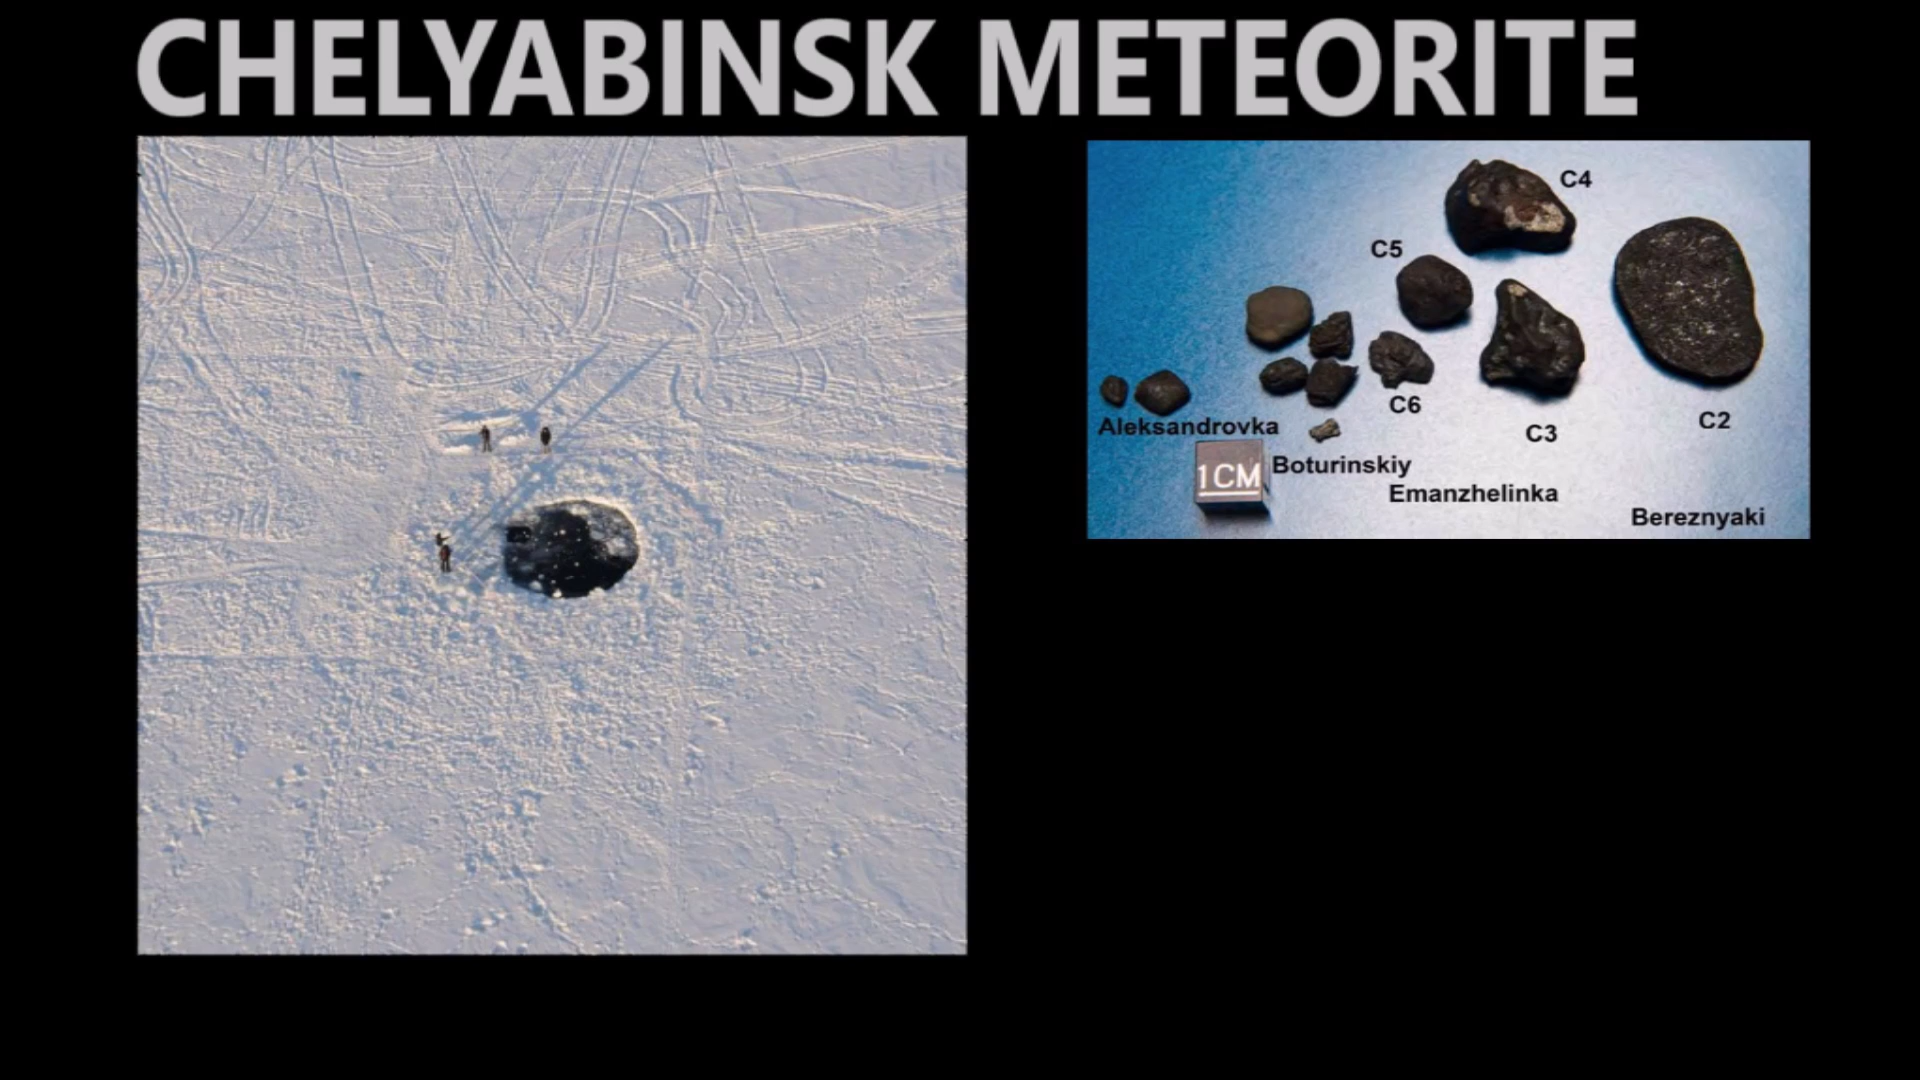 CHELYABINSK METEORITE
C4
C5
C6
C3
C2
Aleksandrovka
1CM
Boturinskiy
Emanzhelinka
Bereznyaki